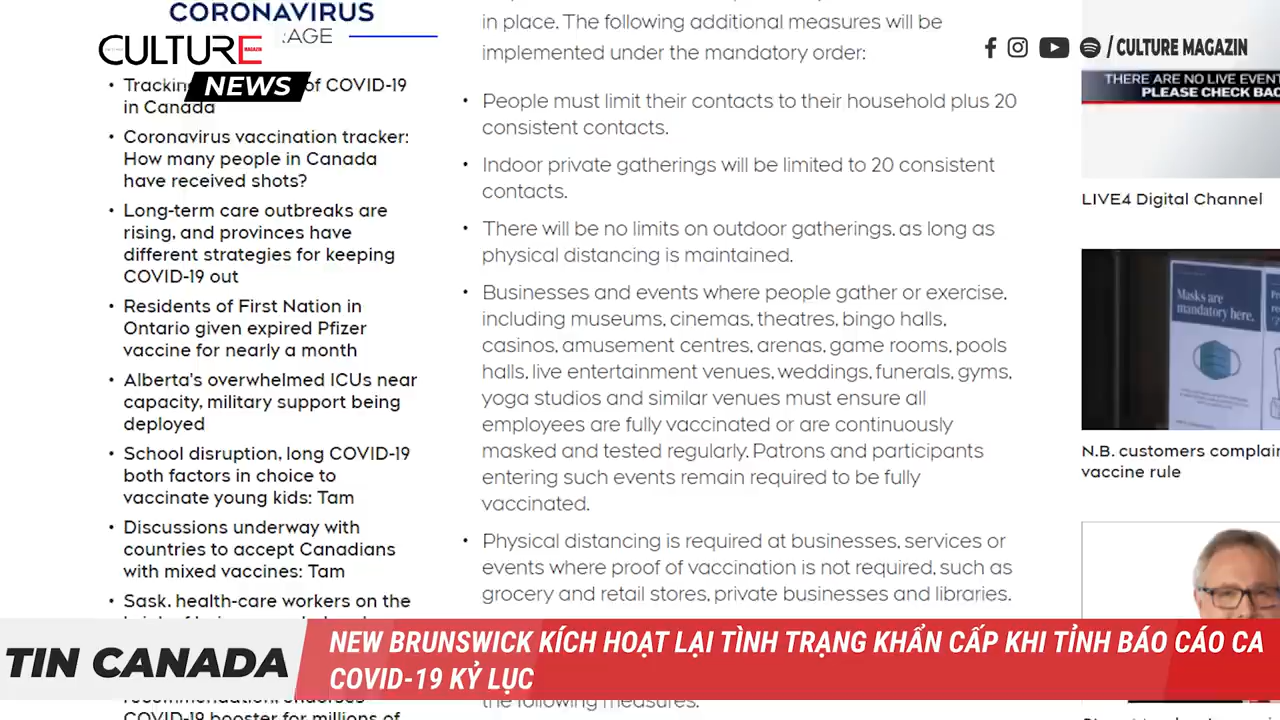 CORONAVIRUS
AGE
CULTURE
MAGAZIN
NEWS
/ CULTURE MAGAZIN
Tracking of COVID-19
in Canada
Coronavirus vaccination tracker:
How many people in Canada
have received shots?
Long-term care outbreaks are
rising, and provinces have
different strategies for keeping
COVID-19 out
Residents of First Nation in
Ontario given expired Pfizer
vaccine for nearly a month
Alberta's overwhelmed ICUs near
capacity, military support being
deployed
School disruption, long COVID-19
both factors in choice to
vaccinate young kids: Tam
Discussions underway with
countries to accept Canadians
with mixed vaccines: Tam
Sask. health-care workers on the
COVID-19 booster for millions of
in place. The following additional measures will be
implemented under the mandatory order:
People must limit their contacts to their household plus 20
consistent contacts.
Indoor private gatherings will be limited to 20 consistent
contacts.
There will be no limits on outdoor gatherings, as long as
physical distancing is maintained.
Businesses and events where people gather or exercise,
including museums, cinemas, theatres, bingo halls,
casinos, amusement centres, arenas, game rooms, pools
halls, live entertainment venues, weddings, funerals, gyms,
yoga studios and similar venues must ensure all
employees are fully vaccinated or are continuously
masked and tested regularly. Patrons and participants
entering such events remain required to be fully
vaccinated.
Physical distancing is required at businesses, services or
events where proof of vaccination is not required, such as
grocery and retail stores, private businesses and libraries.
the following measures.
THERE ARE NO LIVE EVENT
PLEASE CHECK BAC
LIVE4 Digital Channel
Masks are
mandatory here.
N.B. customers complain
vaccine rule
TIN CANADA
NEW BRUNSWICK KÍCH HOẠT LẠI TÌNH TRẠNG KHẨN CẤP KHI TỈNH BÁO CÁO CA
COVID-19 KỶ LỤC